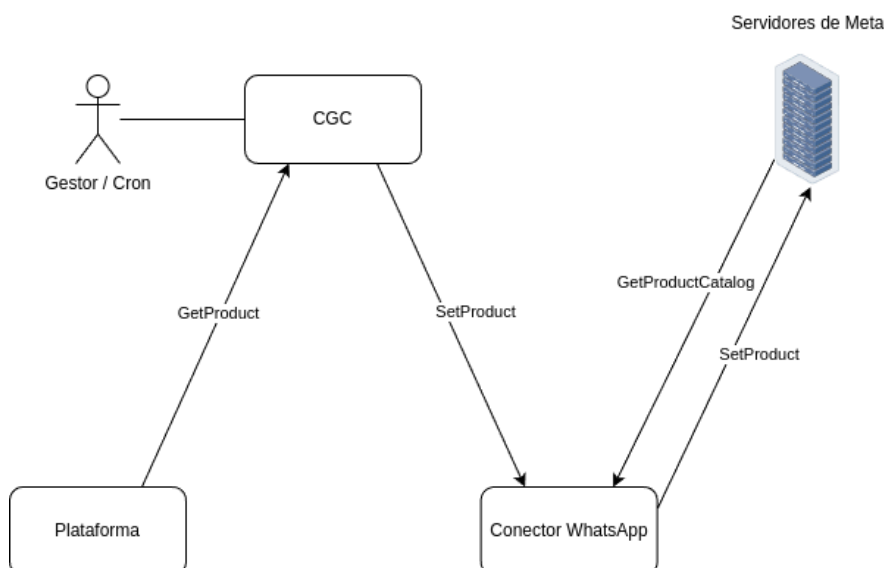 Servidores de Meta
CGC
Gestor / Cron
GetProductCatalog
GetProduct
SetProduct
SetProduct
Plataforma
Conector WhatsApp